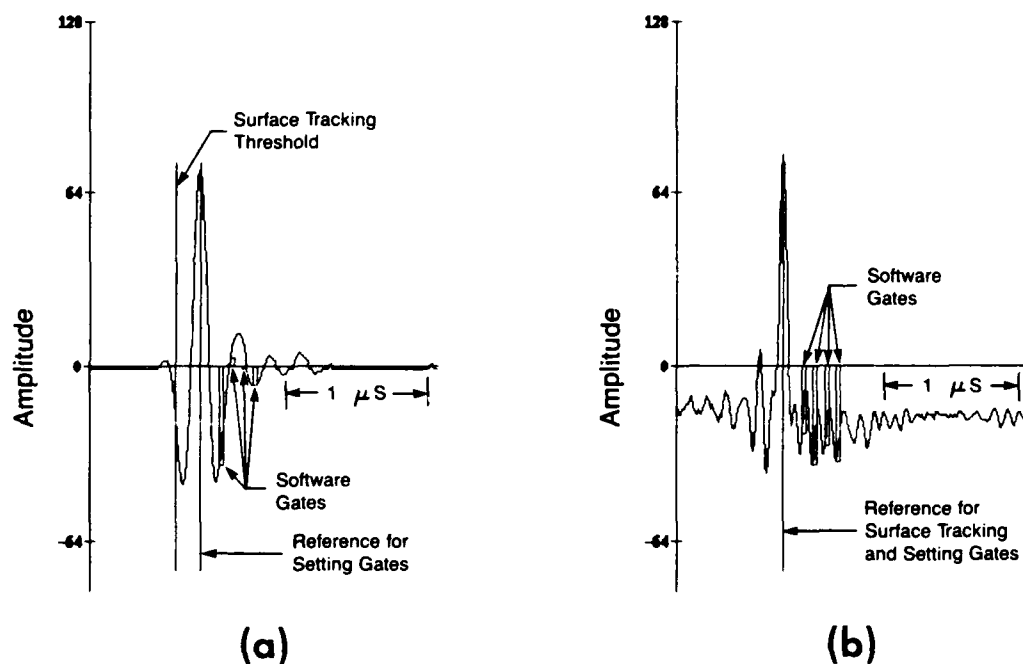 128
Surface Tracking
Threshold
64
Amplitude
0
1 μS
Software
Gates
Reference for
Setting Gates
-64
(a)
128
64
Software
Gates
Amplitude
0
1 μS
Reference for
Surface Tracking
and Setting Gates
-64
(b)